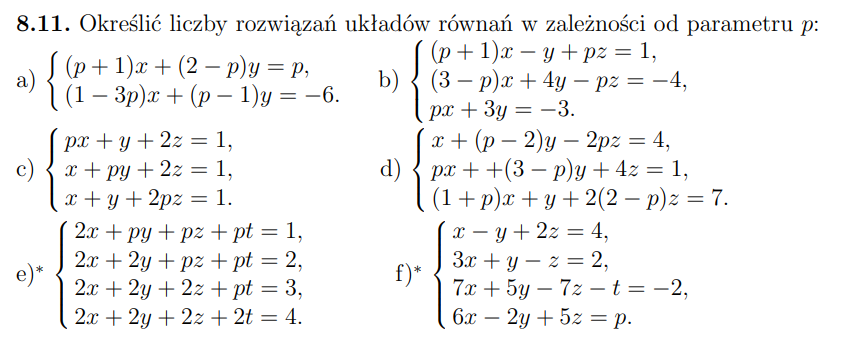 8.11. Określić liczby rozwiązań układów równań w zależności od parametru p:
a) { (p + 1)x + (2 − p)y = p,
(1 − 3p)x + (p − 1)y = −6.
b) { (p + 1)x − y + pz = 1,
(3 − p)x + 4y − pz = −4,
px + 3y = −3.
c) { px + y + 2z = 1,
x + py + 2z = 1,
x + y + 2pz = 1.
d) { x + (p − 2)y − 2pz = 4,
px + +(3 − p)y + 4z = 1,
(1 + p)x + y + 2(2 − p)z = 7.
e)* { 2x + py + pz + pt = 1,
2x + 2y + pz + pt = 2,
2x + 2y + 2z + pt = 3,
2x + 2y + 2z + 2t = 4.
f)* { x − y + 2z = 4,
3x + y − z = 2,
7x + 5y − 7z − t = −2,
6x − 2y + 5z = p.